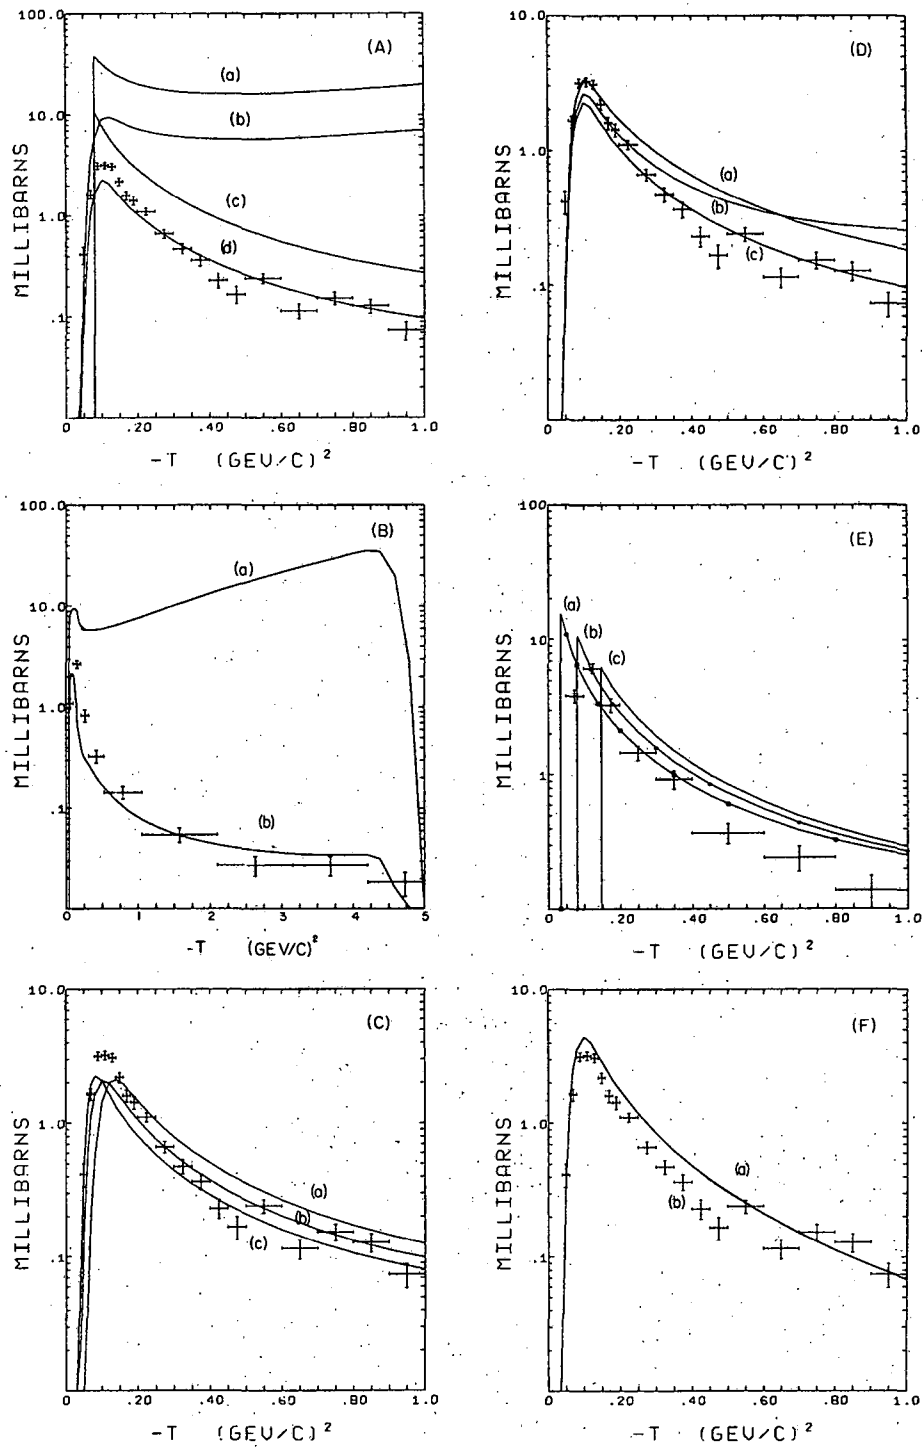 (A)
MILLIBARNS
100.0
10.0
1.0
.1
(a)
(b)
(c)
(d)
0 .20 .40 .60 .80 1.0
-T (GEV/C)²
(D)
MILLIBARNS
10.0
1.0
.1
(a)
(b)
(c)
0 .20 .40 .60 .80 1.0
-T (GEV/C)²
(B)
MILLIBARNS
100.0
10.0
1.0
.1
(a)
(b)
0 1 2 3 4 5
-T (GEV/C)²
(E)
MILLIBARNS
100
10
1
.1
(a)
(b)
(c)
0 .20 .40 .60 .80 1.0
-T (GEV/C)²
(C)
MILLIBARNS
10.0
1.0
.1
(a)
(b)
(c)
0 .20 .40 .60 .80 1.0
-T (GEV/C)²
(F)
MILLIBARNS
10.0
1.0
.1
(a)
(b)
0 .20 .40 .60 .80 1.0
-T (GEV/C)²